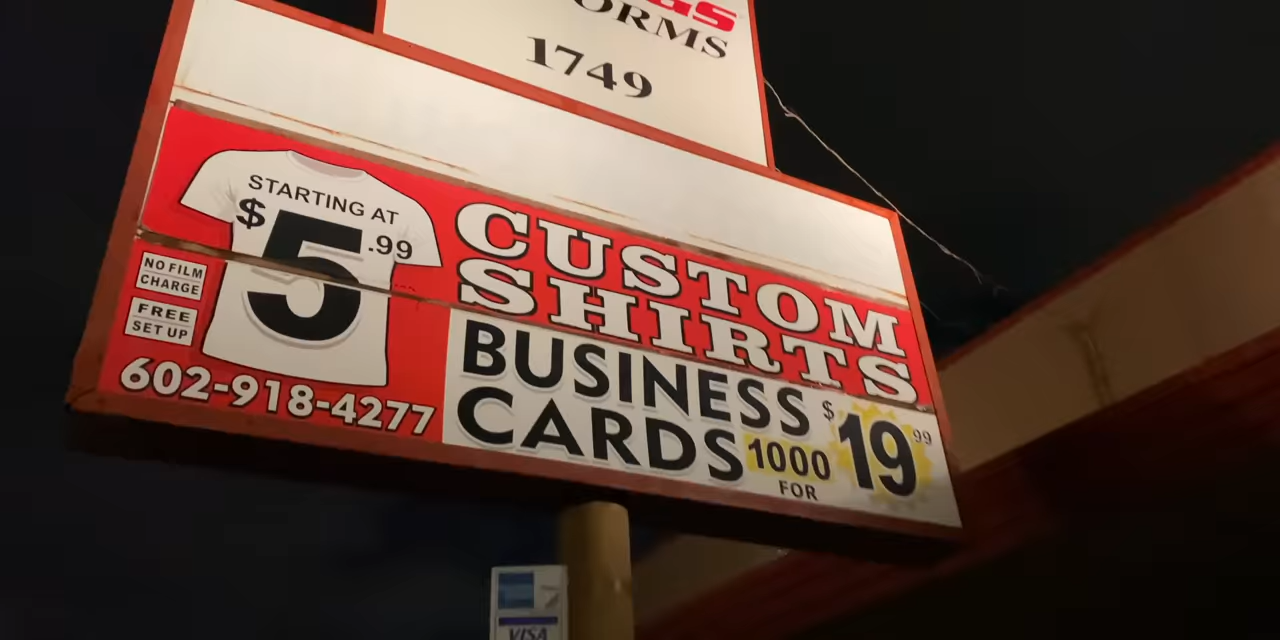 1749
STARTING AT
$5.99
NO FILM
CHARGE
FREE
SET UP
602-918-4277
CUSTOM
SHIRTS
BUSINESS
CARDS
1000
FOR
$19 99
VISA